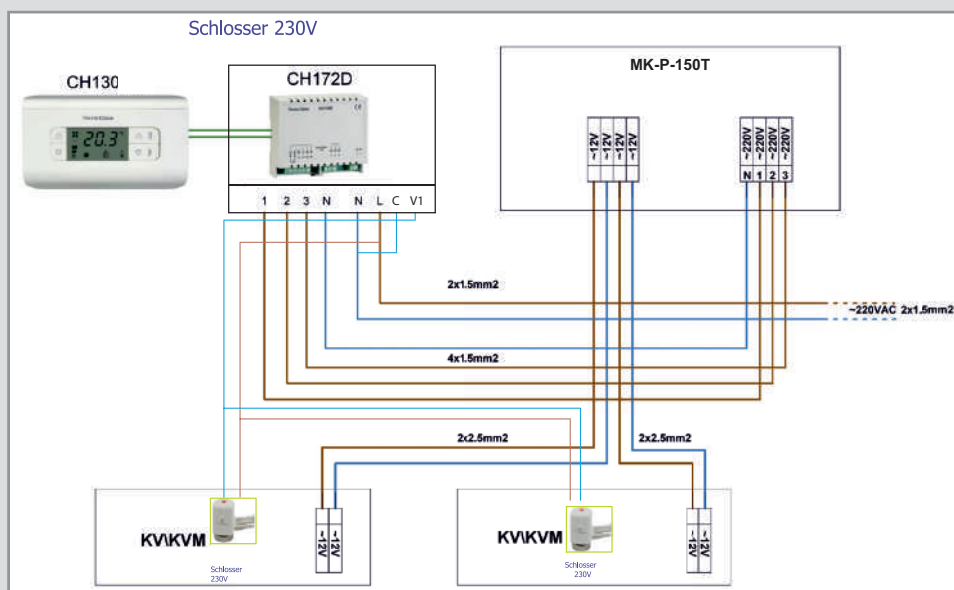 Schlosser 230V
CH130
20.3°
CH172D
MK-P-150T
~12V ~12V ~12V ~12V
~220V ~220V ~220V ~220V
N 1 2 3
1 2 3 N N L C V1
2x1.5mm2
~220VAC 2x1.5mm2
4x1.5mm2
2x2.5mm2
2x2.5mm2
KV\KVM
~12V ~12V
Schlosser
230V
KV\KVM
~12V ~12V
Schlosser
230V